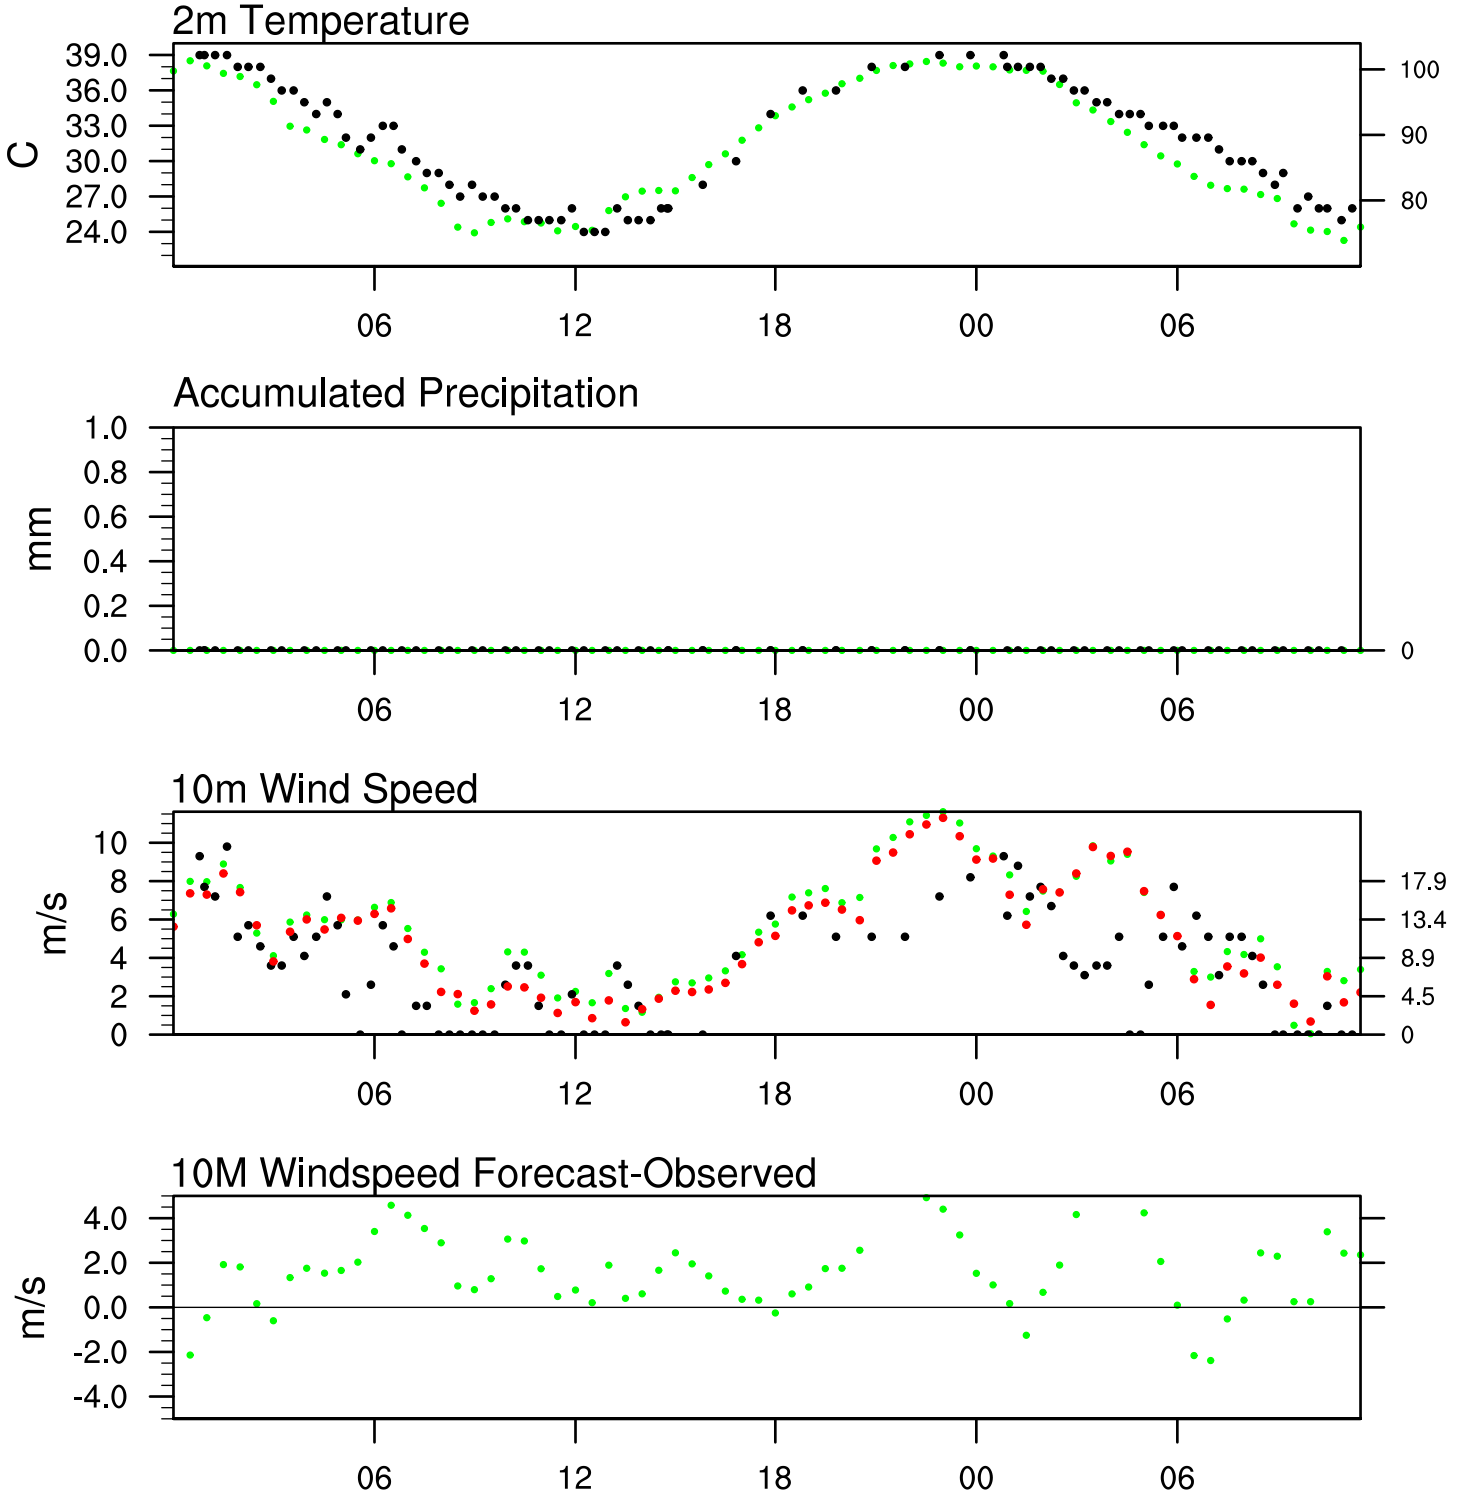 2m Temperature
39.0
36.0
33.0
30.0
27.0
24.0
C
100
90
80
06 12 18 00 06
Accumulated Precipitation
1.0
0.8
0.6
0.4
0.2
0.0
mm
0
06 12 18 00 06
10m Wind Speed
10
8
6
4
2
0
m/s
17.9
13.4
8.9
4.5
0
06 12 18 00 06
10M Windspeed Forecast-Observed
4.0
2.0
0.0
-2.0
-4.0
m/s
06 12 18 00 06